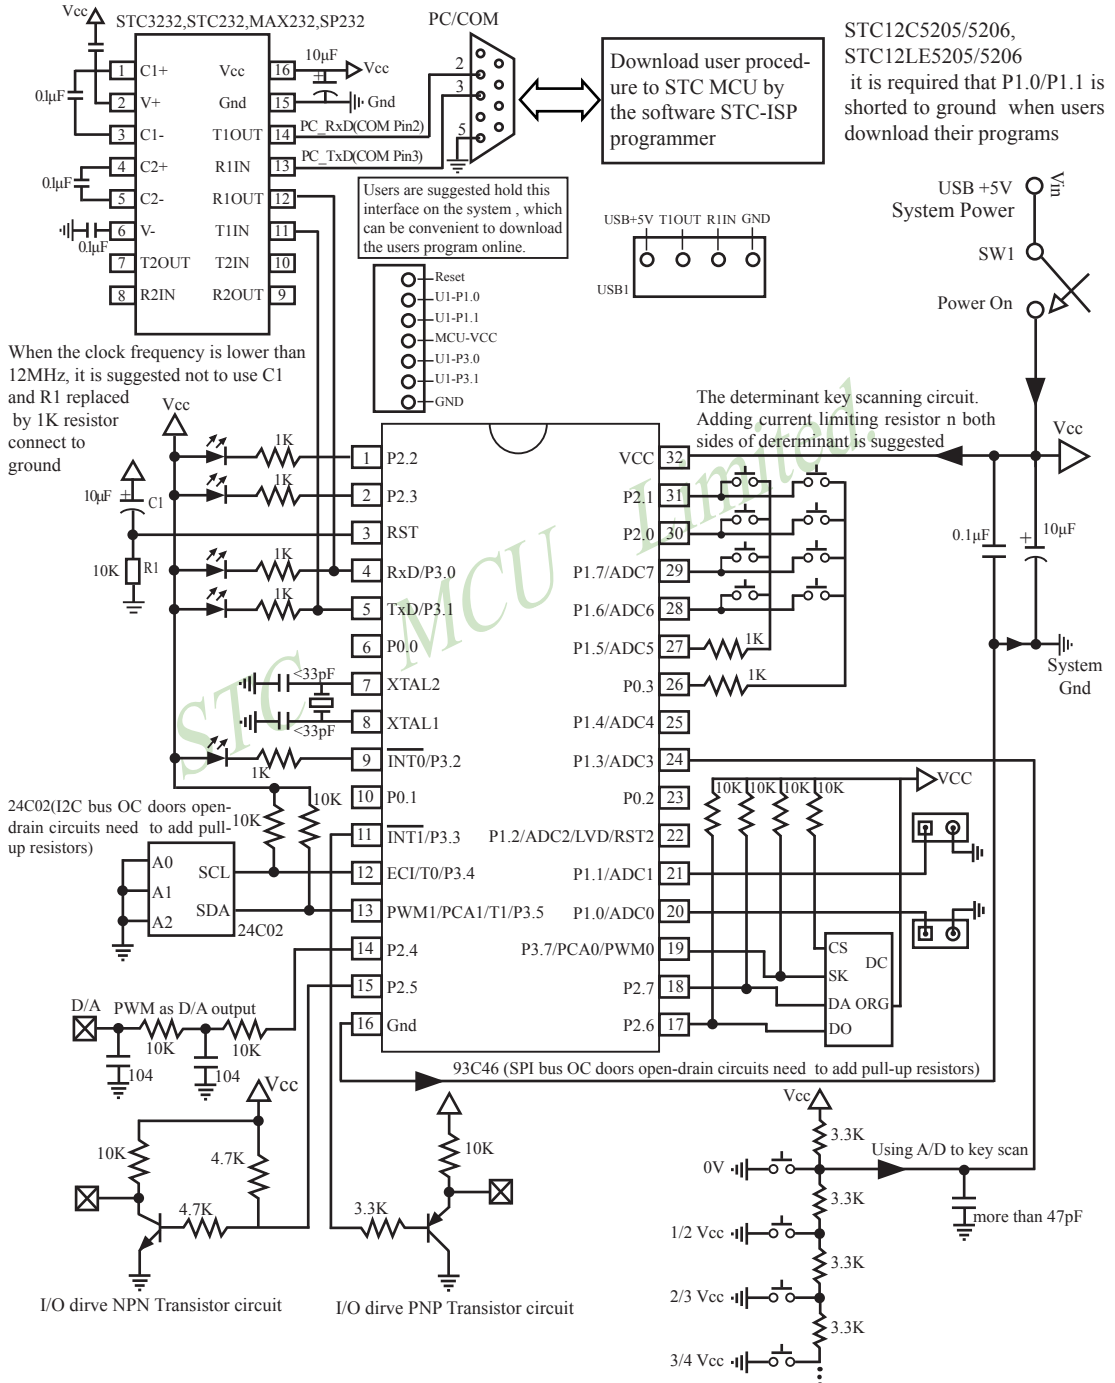 Vcc
STC3232,STC232,MAX232,SP232
1 C1+ Vcc 16
2 V+ Gnd 15
3 C1- T1OUT 14
4 C2+ R1IN 13
5 C2- R1OUT 12
6 V- T1IN 11
7 T2OUT T2IN 10
8 R2IN R2OUT 9
0.1μF
0.1μF
0.1μF
10μF
+
Vcc
Gnd
PC_RxD(COM Pin2)
PC_TxD(COM Pin3)
PC/COM
2
3
5
Download user proced-
ure to STC MCU by
the software STC-ISP
programmer
STC12C5205/5206,
STC12LE5205/5206
it is required that P1.0/P1.1 is
shorted to ground when users
download their programs
Users are suggested hold this
interface on the system , which
can be convenient to download
the users program online.
Reset
U1-P1.0
U1-P1.1
MCU-VCC
U1-P3.0
U1-P3.1
GND
USB+5V T1OUT R1IN GND
USB1
USB +5V
System Power
Vin
SW1
Power On
When the clock frequency is lower than
12MHz, it is suggested not to use C1
and R1 replaced
by 1K resistor
connect to
ground
Vcc
10μF
+
C1
10K
R1
1K
1K
1K
1K
1K
The determinant key scanning circuit.
Adding current limiting resistor n both
sides of determinant is suggested
Vcc
0.1μF
10μF
+
System
Gnd
1 P2.2
2 P2.3
3 RST
4 RxD/P3.0
5 TxD/P3.1
6 P0.0
7 XTAL2
8 XTAL1
9 INT0/P3.2
10 P0.1
11 INT1/P3.3
12 ECI/T0/P3.4
13 PWM1/PCA1/T1/P3.5
14 P2.4
15 P2.5
16 Gnd
VCC 32
P2.1 31
P2.0 30
P1.7/ADC7 29
P1.6/ADC6 28
P1.5/ADC5 27
P0.3 26
P1.4/ADC4 25
P1.3/ADC3 24
P0.2 23
P1.2/ADC2/LVD/RST2 22
P1.1/ADC1 21
P1.0/ADC0 20
P3.7/PCA0/PWM0 19
P2.7 18
P2.6 17
<33pF
<33pF
1K
1K
STC MCU Limited.
24C02(I2C bus OC doors open-
drain circuits need to add pull-
up resistors)
10K
10K
A0
A1
A2
SCL
SDA
24C02
VCC
10K 10K 10K 10K
CS
SK
DA
DO
DC
ORG
D/A
PWM as D/A output
10K
10K
104
104
93C46 (SPI bus OC doors open-drain circuits need to add pull-up resistors)
Vcc
10K
4.7K
4.7K
I/O dirve NPN Transistor circuit
10K
3.3K
I/O dirve PNP Transistor circuit
Vcc
3.3K
Using A/D to key scan
0V
3.3K
more than 47pF
1/2 Vcc
3.3K
2/3 Vcc
3.3K
3/4 Vcc